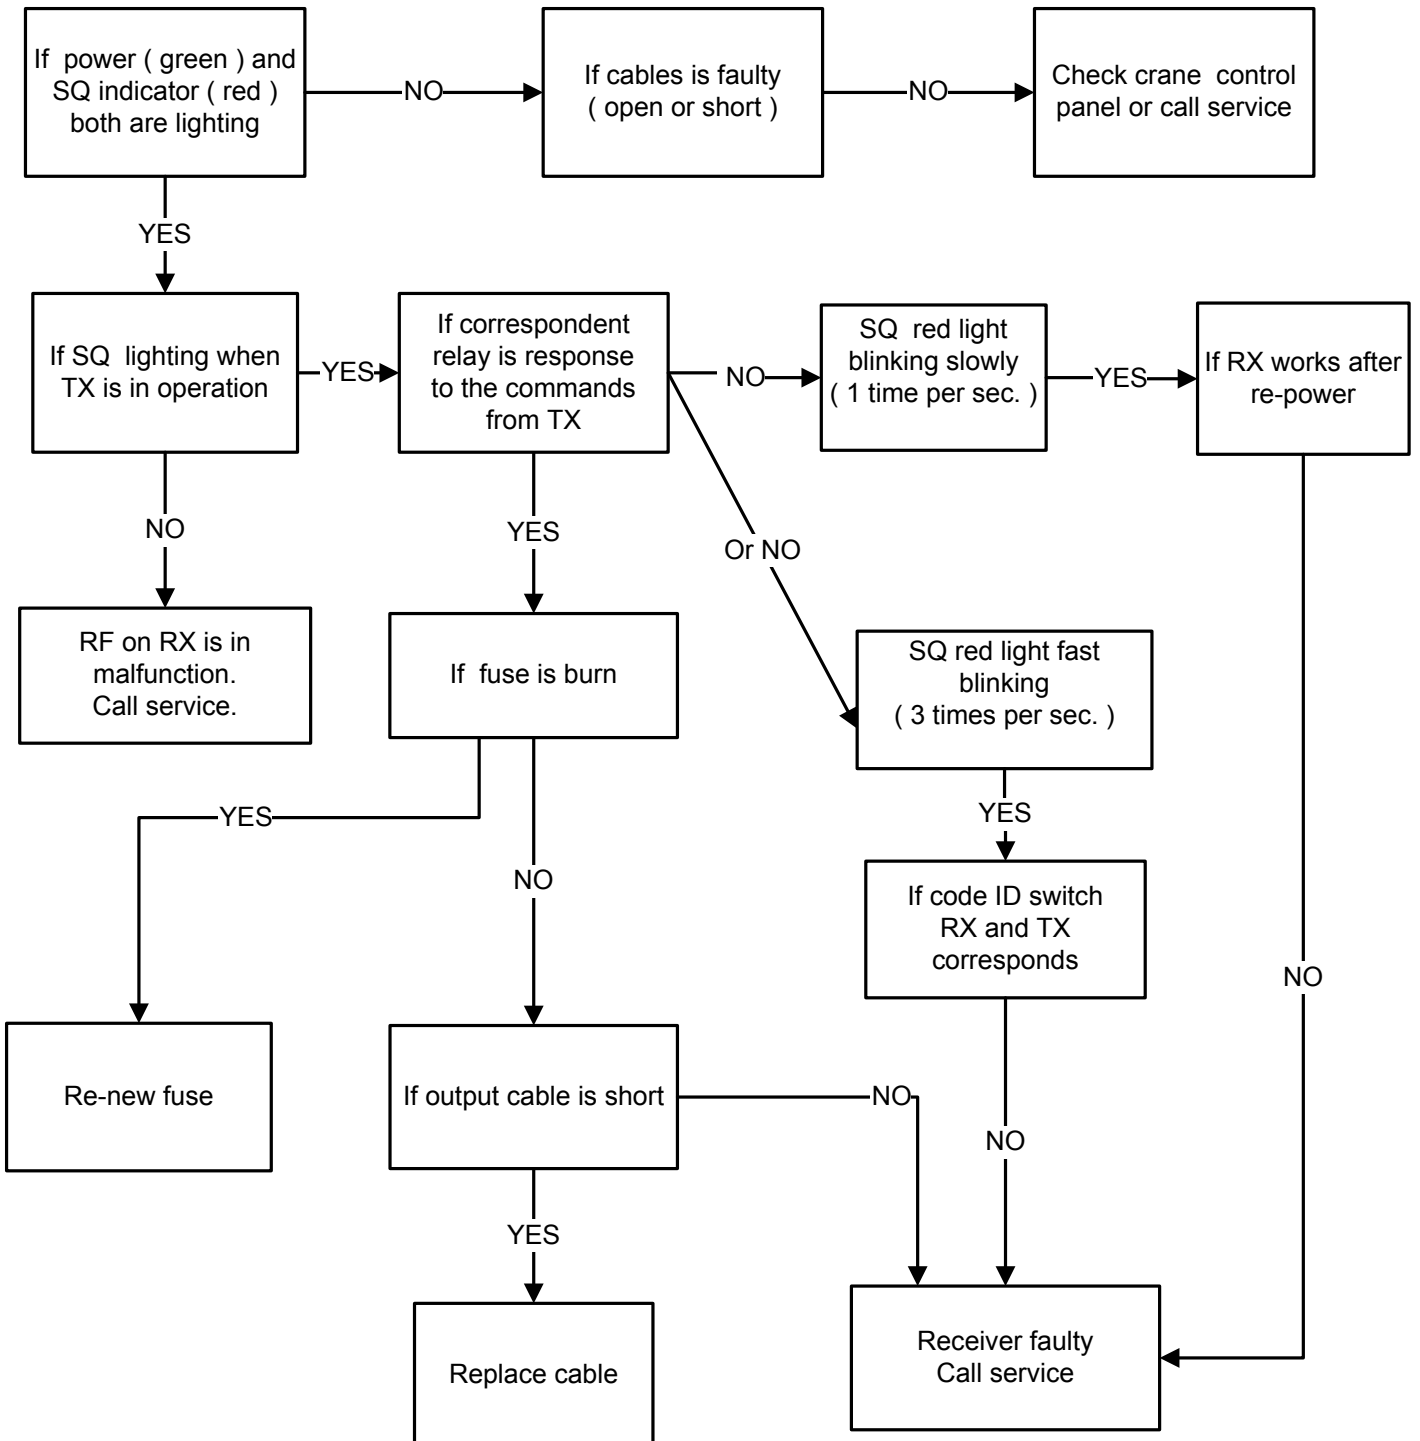 If power ( green ) and
SQ indicator ( red )
both are lighting
NO
If cables is faulty
( open or short )
NO
Check crane control
panel or call service
YES
If SQ lighting when
TX is in operation
YES
If correspondent
relay is response
to the commands
from TX
NO
SQ red light
blinking slowly
( 1 time per sec. )
YES
If RX works after
re-power
NO
YES
Or NO
RF on RX is in
malfunction.
Call service.
If fuse is burn
SQ red light fast
blinking
( 3 times per sec. )
YES
YES
NO
If code ID switch
RX and TX
corresponds
NO
Re-new fuse
If output cable is short
NO
NO
YES
Replace cable
Receiver faulty
Call service